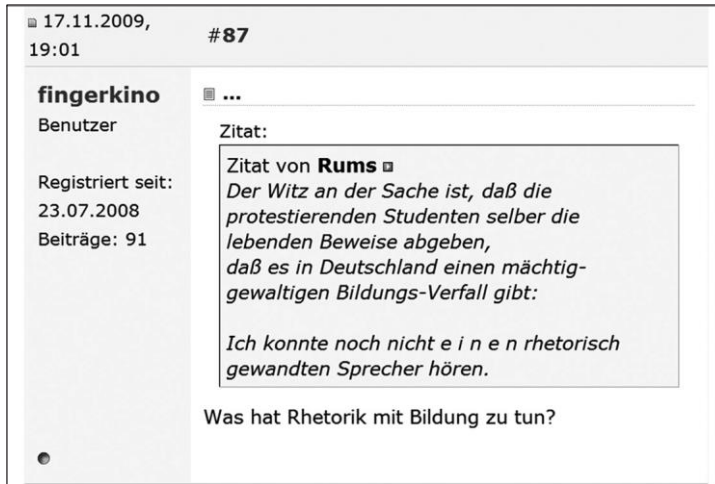 17.11.2009,
19:01
#87
fingerkino
Benutzer
Registriert seit:
23.07.2008
Beiträge: 91
...
Zitat:
Zitat von Rums
Der Witz an der Sache ist, daß die
protestierenden Studenten selber die
lebenden Beweise abgeben,
daß es in Deutschland einen mächtig-
gewaltigen Bildungs-Verfall gibt:
Ich konnte noch nicht e i n e n rhetorisch
gewandten Sprecher hören.
Was hat Rhetorik mit Bildung zu tun?